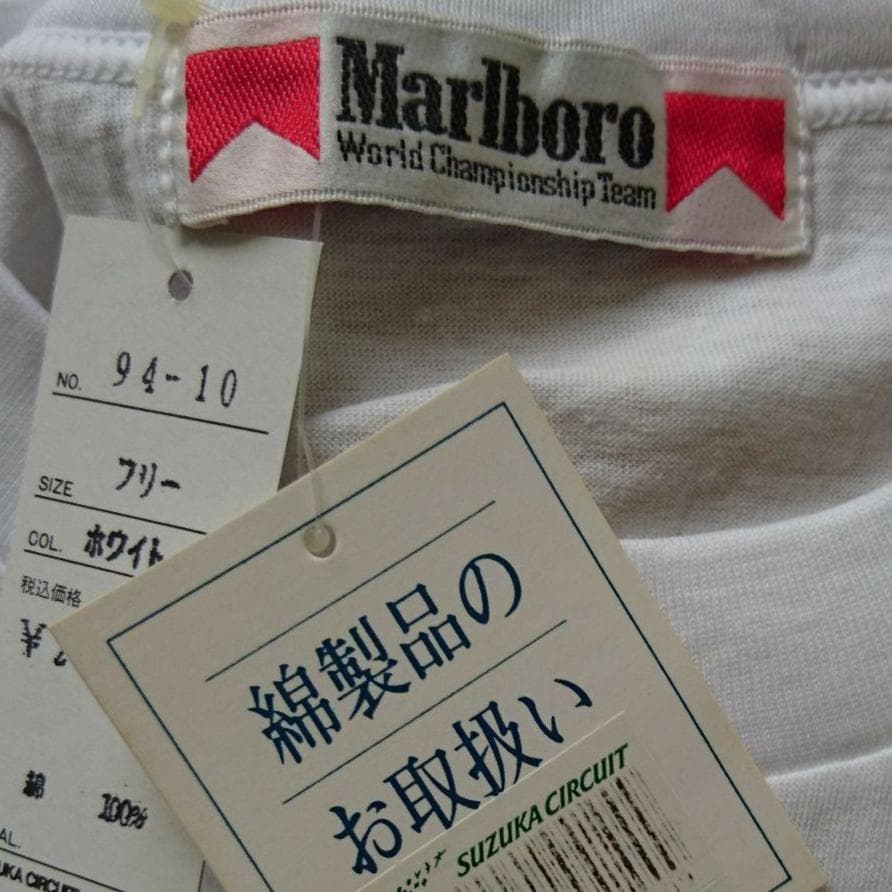 Marlboro
World Championship Team
NO. 94-10
SIZE フリー
COL. ホワイト
税込価格
¥
綿 100%
綿製品の
お取扱い
SUZUKA CIRCUIT